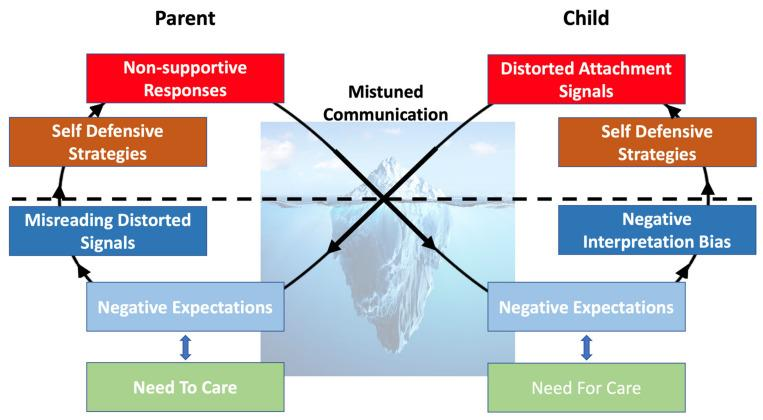 Parent
Child
Non-supportive
Responses
Distorted Attachment
Signals
Mistuned
Communication
Self Defensive
Strategies
Self Defensive
Strategies
Misreading Distorted
Signals
Negative
Interpretation Bias
Negative Expectations
Negative Expectations
Need To Care
Need For Care